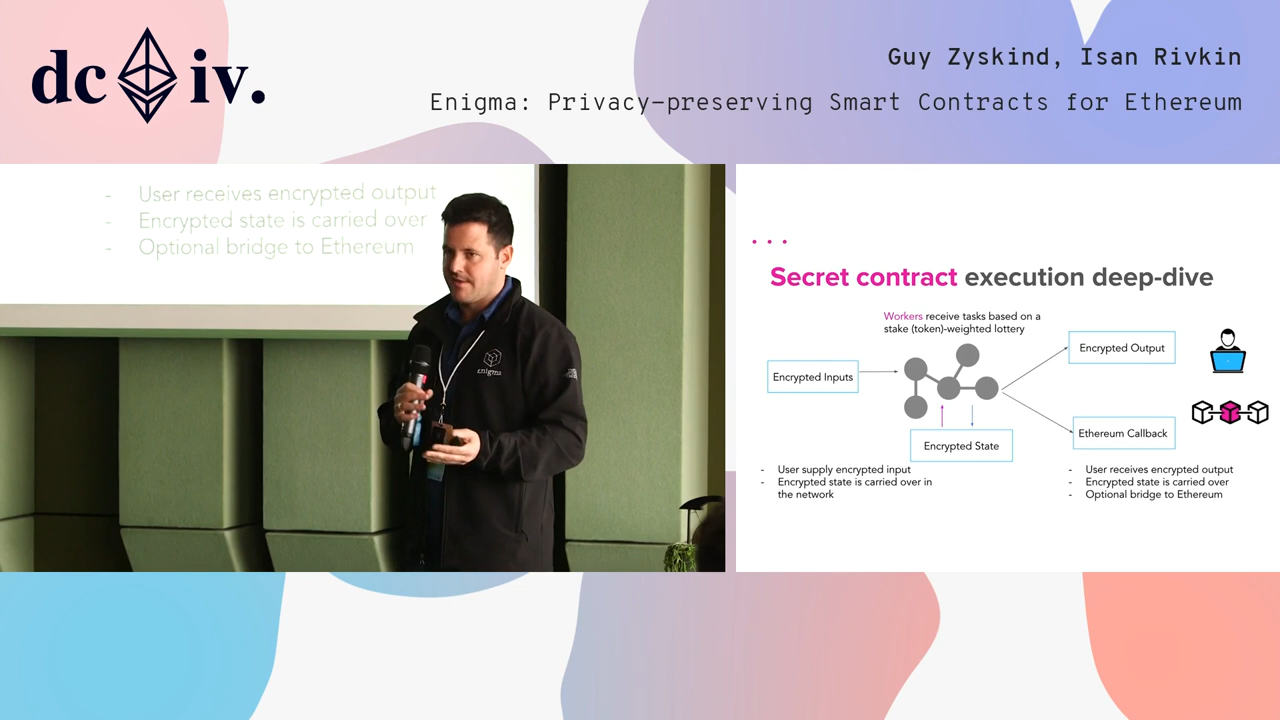 dc iv.
Guy Zyskind, Isan Rivkin
Enigma: Privacy-preserving Smart Contracts for Ethereum
- User receives encrypted output
- Encrypted state is carried over
- Optional bridge to Ethereum
enigma
Secret contract execution deep-dive
Workers receive tasks based on a
stake (token)-weighted lottery
Encrypted Inputs
Encrypted Output
Ethereum Callback
Encrypted State
- User supply encrypted input
- Encrypted state is carried over in
the network
- User receives encrypted output
- Encrypted state is carried over
- Optional bridge to Ethereum